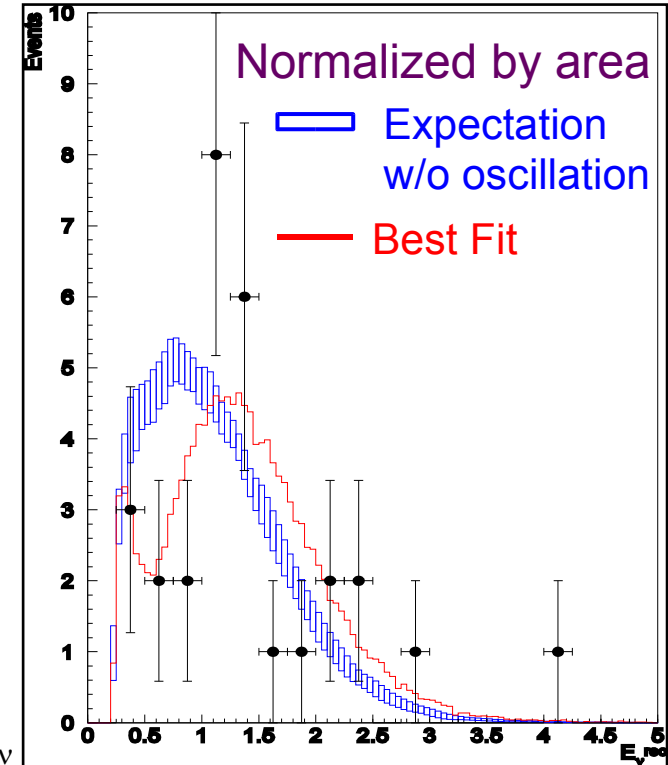 Events
Normalized by area
Expectation
w/o oscillation
Best Fit
10
9
8
7
6
5
4
3
2
1
0
0 0.5 1 1.5 2 2.5 3 3.5 4 4.5 5
E_ν^rec
ν